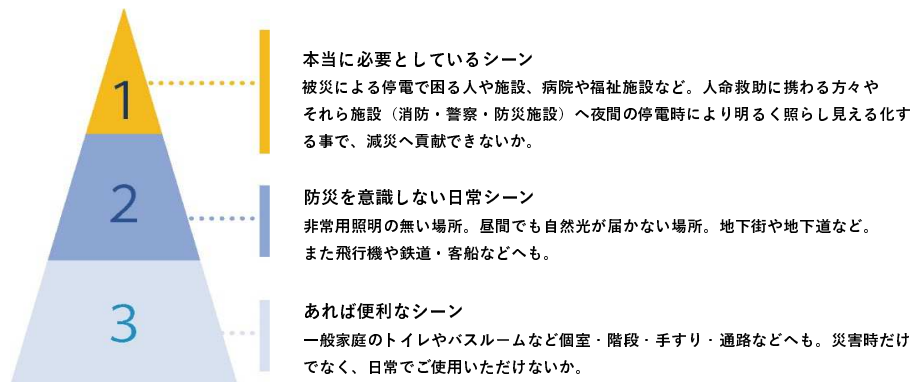 1
本当に必要としているシーン
被災による停電で困る人や施設、病院や福祉施設など。人命救助に携わる方々や
それら施設（消防・警察・防災施設）へ夜間の停電時により明るく照らし見える化す
る事で、減災へ貢献できないか。
2
防災を意識しない日常シーン
非常用照明の無い場所。昼間でも自然光が届かない場所。地下街や地下道など。
また飛行機や鉄道・客船などへも。
3
あれば便利なシーン
一般家庭のトイレやバスルームなど個室・階段・手すり・通路などへも。災害時だけ
でなく、日常でご使用いただけないか。